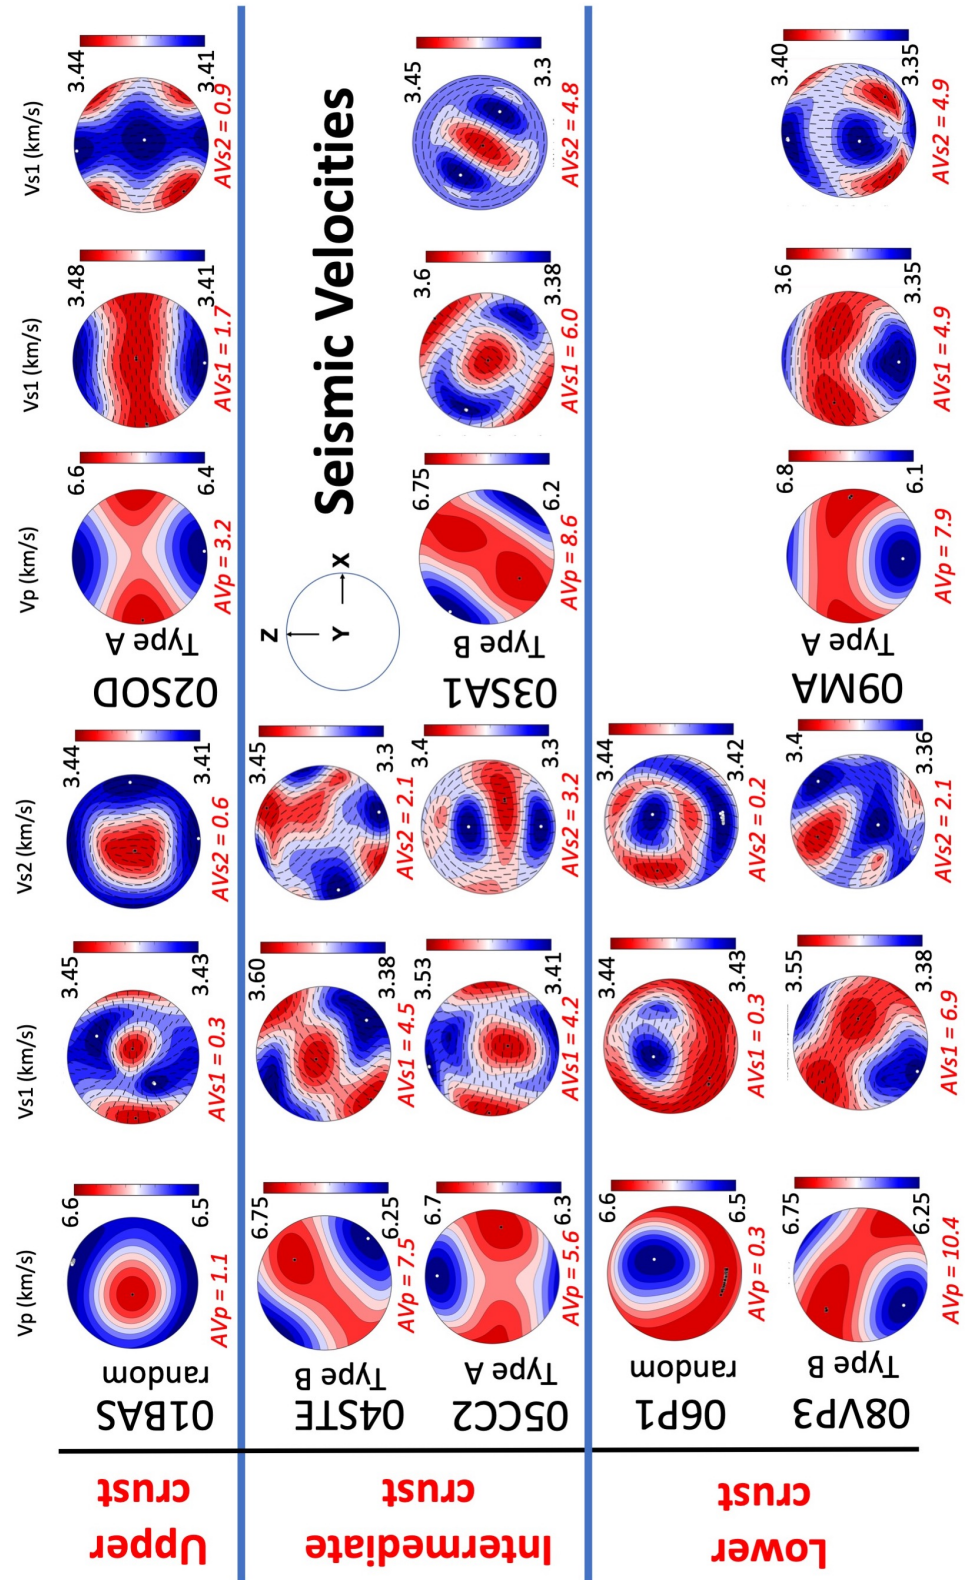 Vp (km/s)
Vs1 (km/s)
Vs2 (km/s)
Vp (km/s)
Vs1 (km/s)
Vs1 (km/s)
Upper
crust
01BAS
random
6.6
6.5
AVp = 1.1
3.45
3.43
AVs1 = 0.3
3.44
3.41
AVs2 = 0.6
02SOD
Type A
6.6
6.4
AVp = 3.2
3.48
3.41
AVs1 = 1.7
3.44
3.41
AVs2 = 0.9
Intermediate
crust
04STE
Type B
6.75
6.25
AVp = 7.5
3.60
3.38
AVs1 = 4.5
3.45
3.3
AVs2 = 2.1
Z
Y
X
Seismic Velocities
05CC2
Type A
6.7
6.3
AVp = 5.6
3.53
3.41
AVs1 = 4.2
3.4
3.3
AVs2 = 3.2
03SA1
Type B
6.75
6.2
AVp = 8.6
3.6
3.38
AVs1 = 6.0
3.45
3.3
AVs2 = 4.8
Lower
crust
06P1
random
6.6
6.5
AVp = 0.3
3.44
3.43
AVs1 = 0.3
3.44
3.42
AVs2 = 0.2
08VP3
Type B
6.75
6.25
AVp = 10.4
3.55
3.38
AVs1 = 6.9
3.4
3.36
AVs2 = 2.1
09MA
Type A
6.8
6.1
AVp = 7.9
3.6
3.35
AVs1 = 4.9
3.40
3.35
AVs2 = 4.9